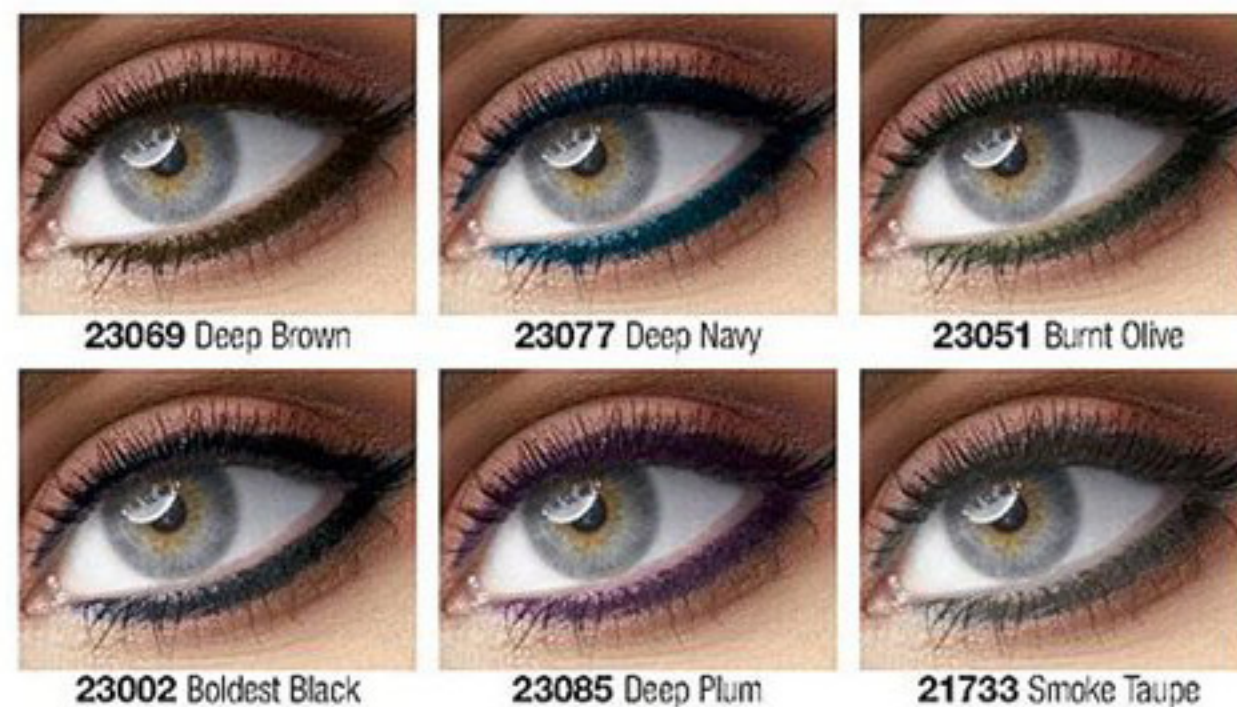 23069 Deep Brown
23077 Deep Navy
23051 Burnt Olive
23002 Boldest Black
23085 Deep Plum
21733 Smoke Taupe